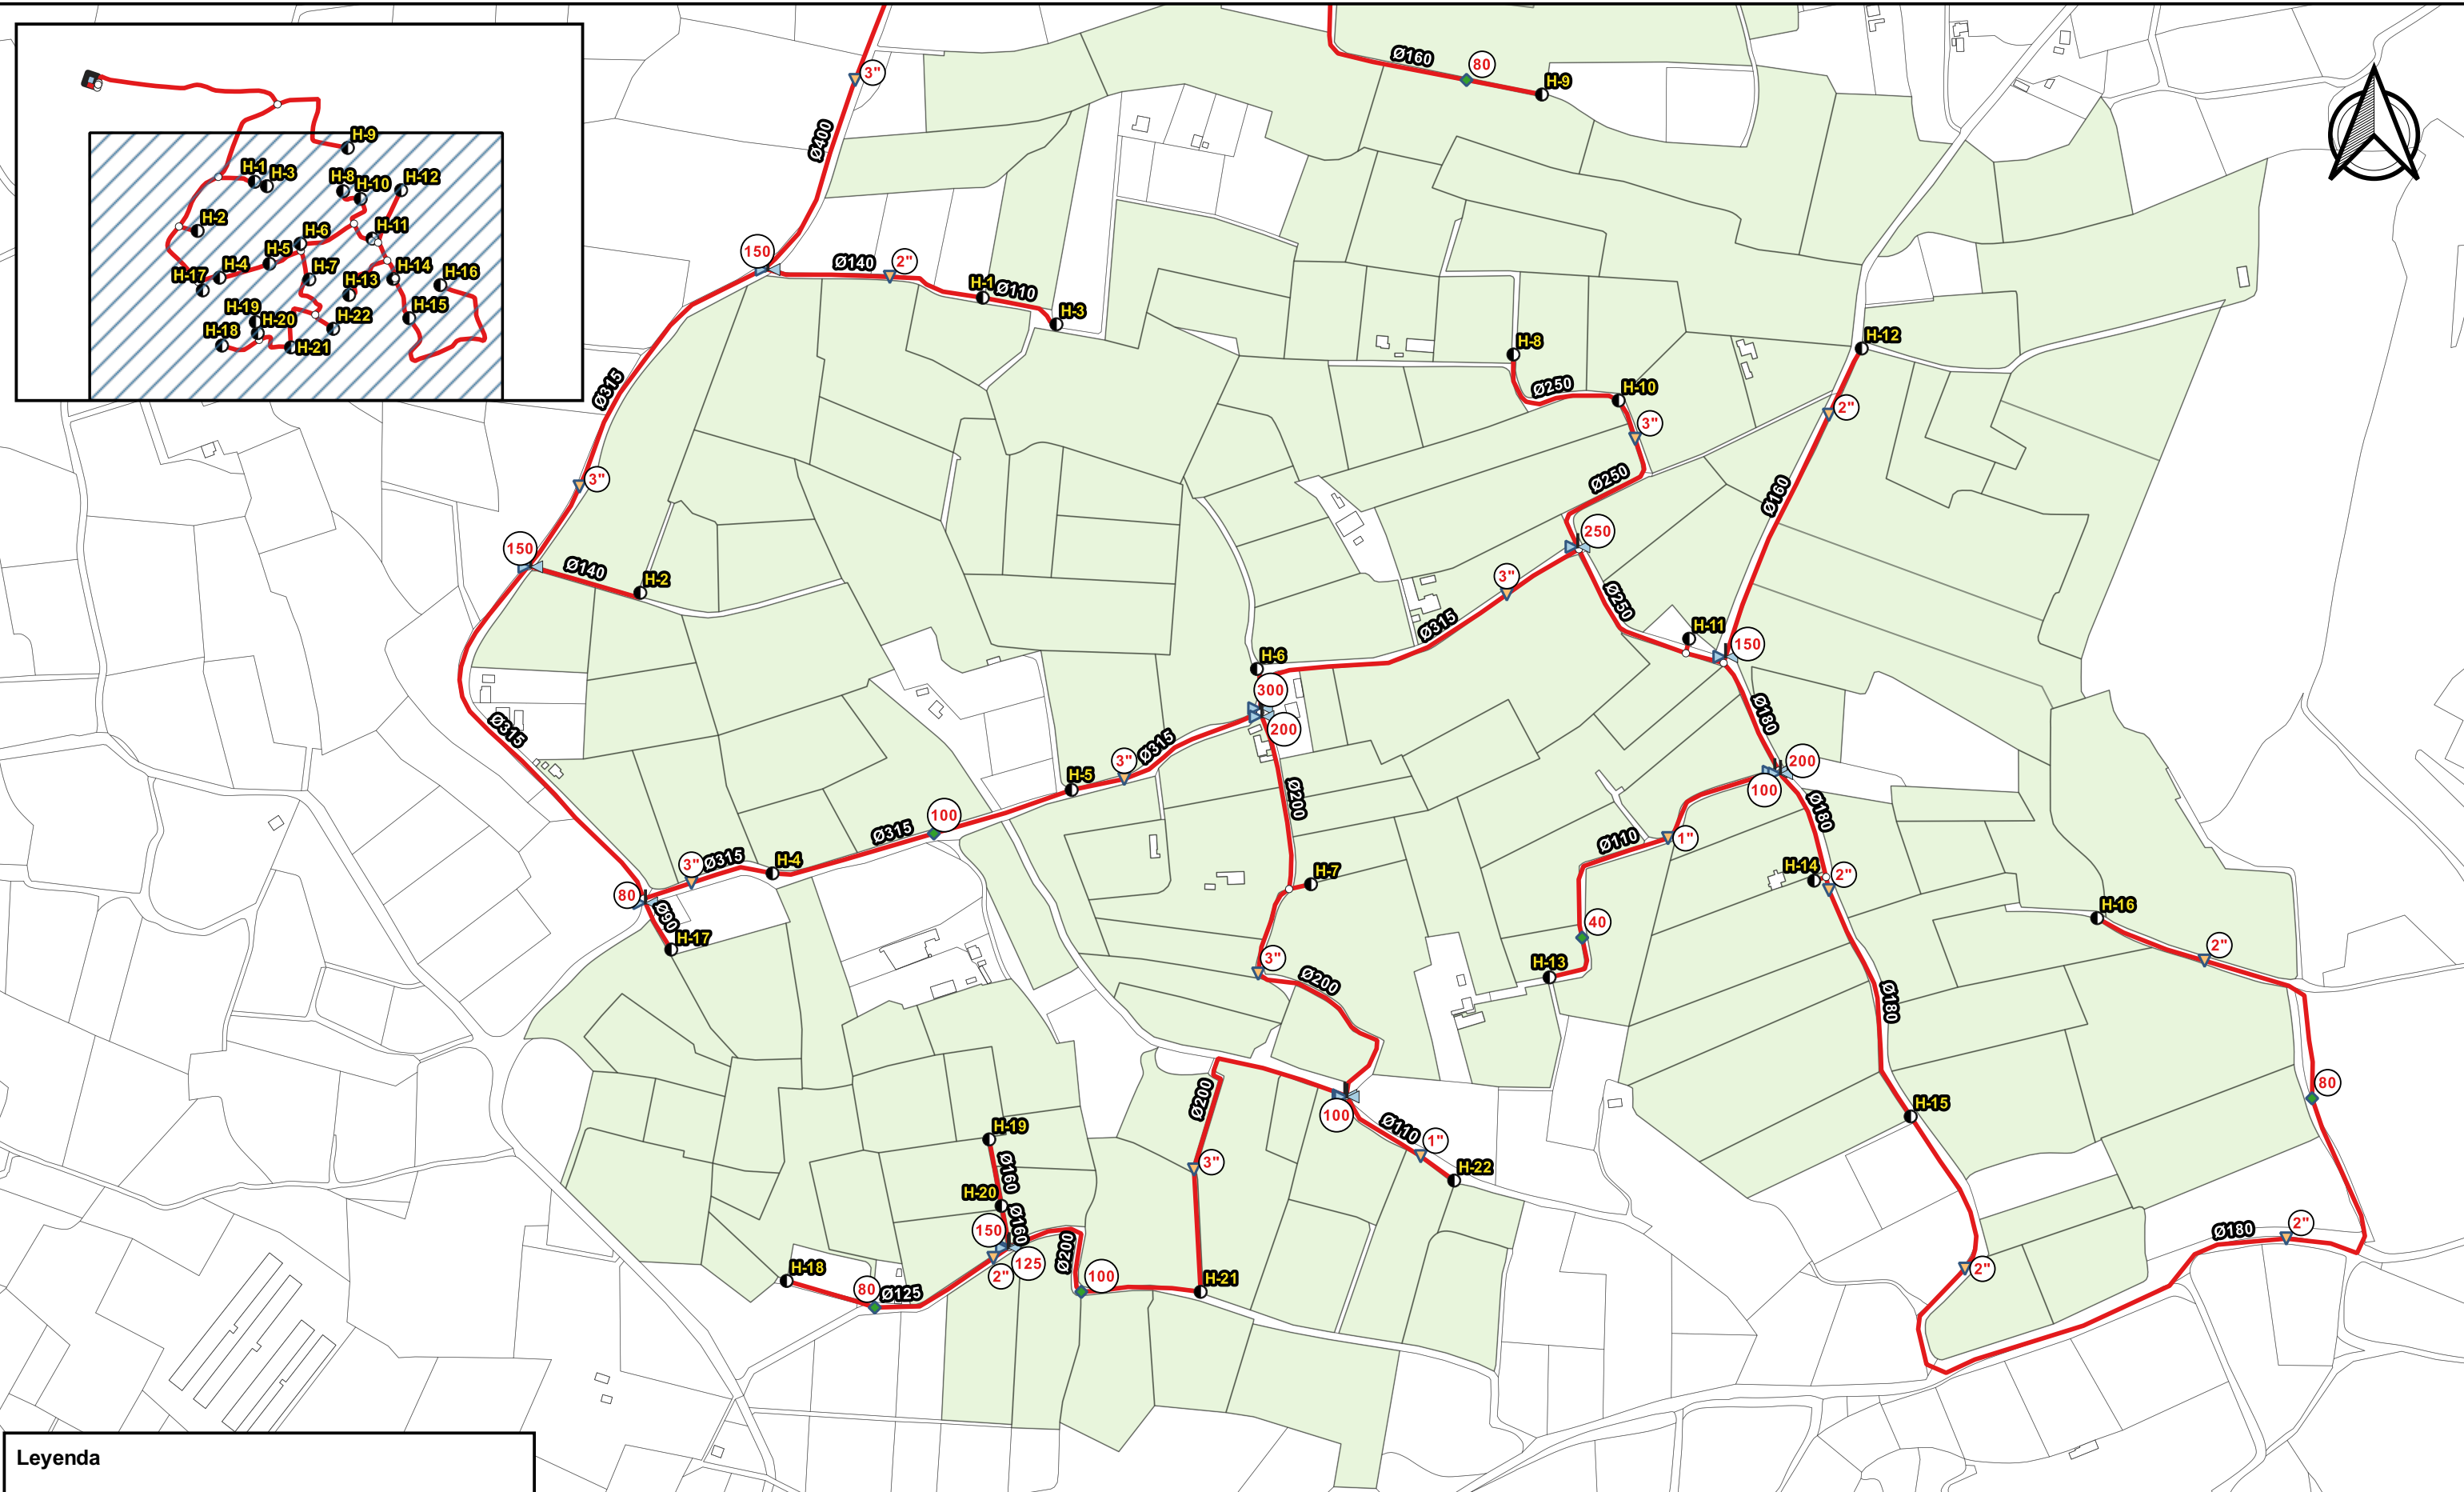 H-9
H-1
H-3
H-8
H-10
H-12
H-2
H-6
H-11
H-5
H-4
H-17
H-7
H-14
H-13
H-16
H-19
H-20
H-18
H-22
H-15
H-21
3"
Ø160
80
H-9
Ø400
150
Ø140
2"
H-1
Ø110
H-3
H-8
H-12
Ø315
Ø250
H-10
2"
3"
3"
Ø250
Ø160
150
250
Ø140
H-2
3"
Ø250
Ø315
H-11
150
H-6
300
Ø315
200
Ø180
3"
Ø315
H-5
200
100
Ø200
Ø180
100
Ø315
Ø110
1"
3"
Ø315
H-4
80
H-7
H-14
2"
Ø90
H-17
40
H-16
2"
3"
H-13
Ø200
Ø180
80
Ø200
100
H-15
Ø110
1"
H-19
3"
H-22
Ø160
H-20
150
Ø160
125
2"
Ø200
Ø180
2"
H-18
80
Ø125
100
H-21
2"
Leyenda